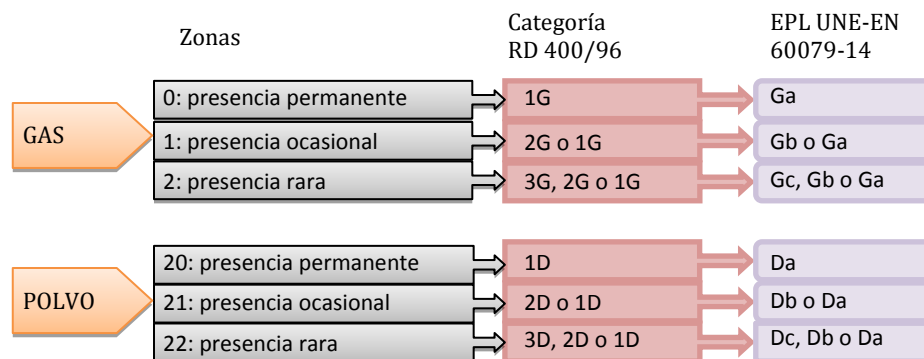 Zonas
Categoría
RD 400/96
EPL UNE-EN
60079-14
GAS
0: presencia permanente
1G
Ga
1: presencia ocasional
2G o 1G
Gb o Ga
2: presencia rara
3G, 2G o 1G
Gc, Gb o Ga
POLVO
20: presencia permanente
1D
Da
21: presencia ocasional
2D o 1D
Db o Da
22: presencia rara
3D, 2D o 1D
Dc, Db o Da